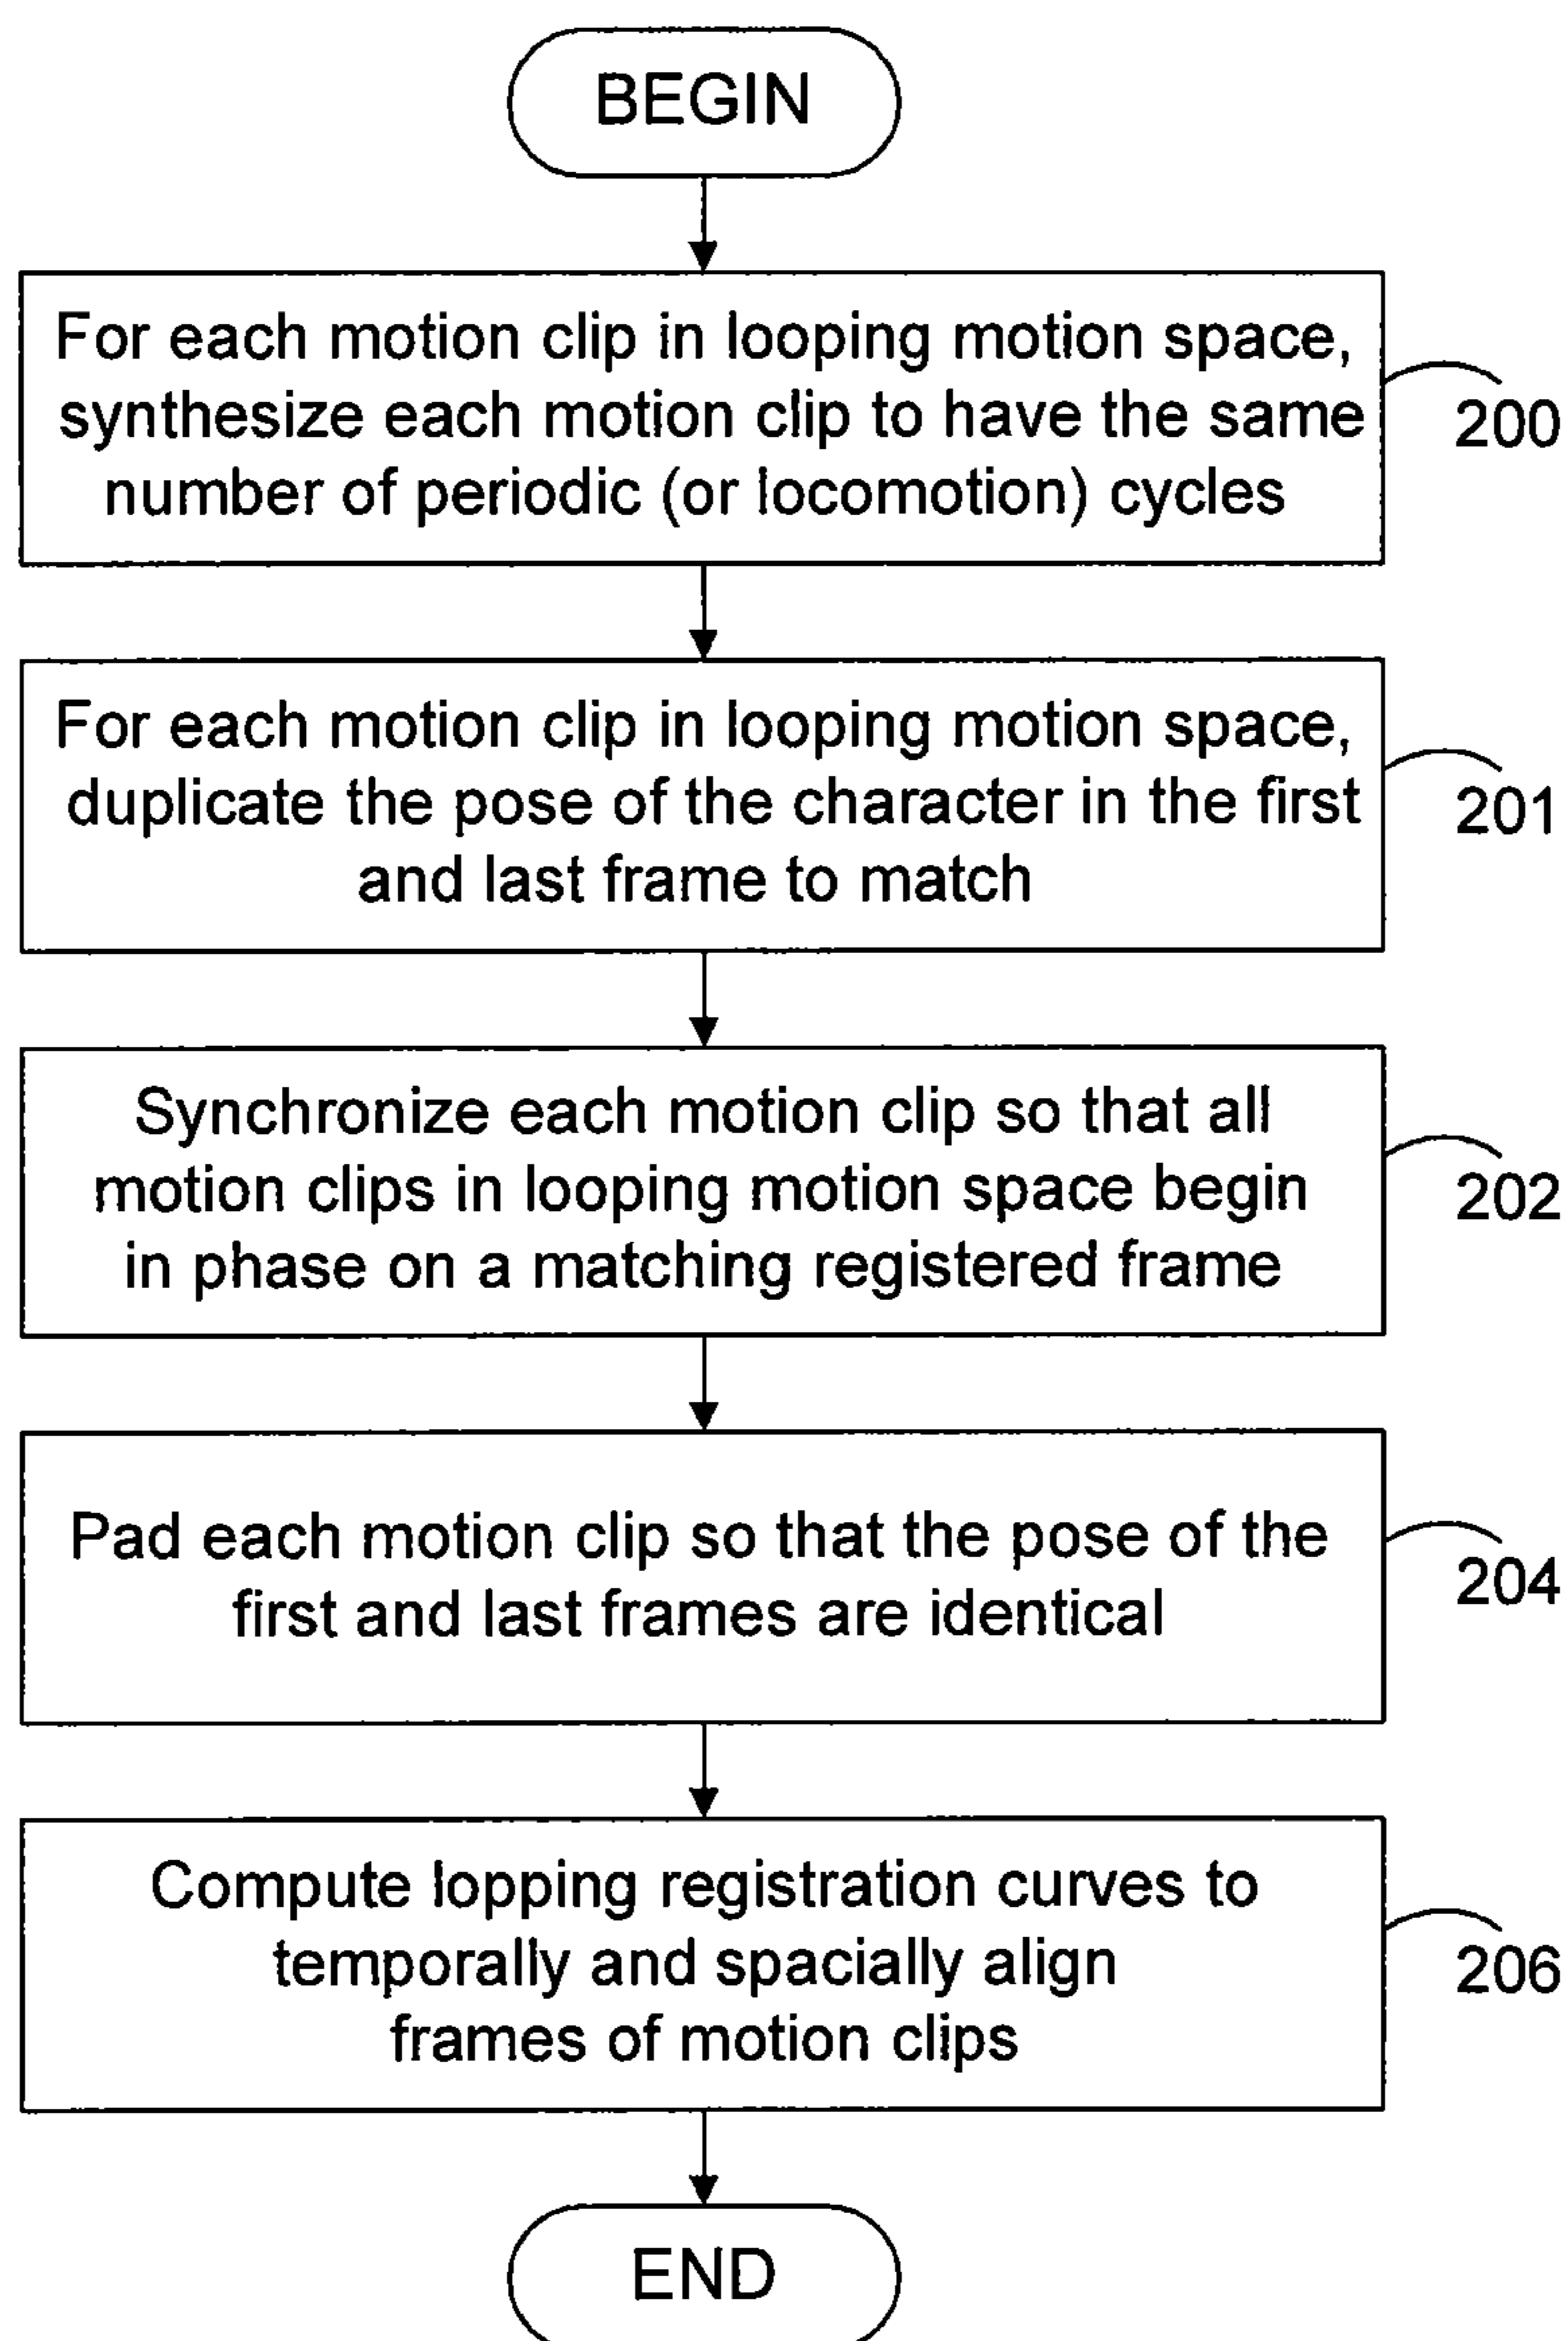 BEGIN
For each motion clip in looping motion space,
synthesize each motion clip to have the same
number of periodic (or locomotion) cycles
200
For each motion clip in looping motion space,
duplicate the pose of the character in the first
and last frame to match
201
Synchronize each motion clip so that all
motion clips in looping motion space begin
in phase on a matching registered frame
202
Pad each motion clip so that the pose of the
first and last frames are identical
204
Compute lopping registration curves to
temporally and spacially align
frames of motion clips
206
END